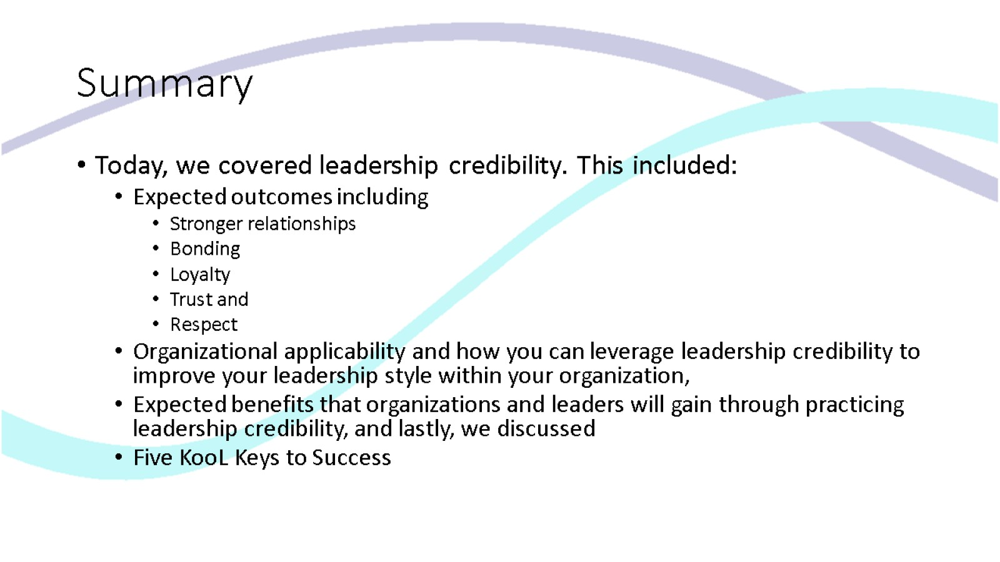 Summary
• Today, we covered leadership credibility. This included:
• Expected outcomes including
• Stronger relationships
• Bonding
• Loyalty
• Trust and
• Respect
• Organizational applicability and how you can leverage leadership credibility to
improve your leadership style within your organization,
• Expected benefits that organizations and leaders will gain through practicing
leadership credibility, and lastly, we discussed
• Five KooL Keys to Success